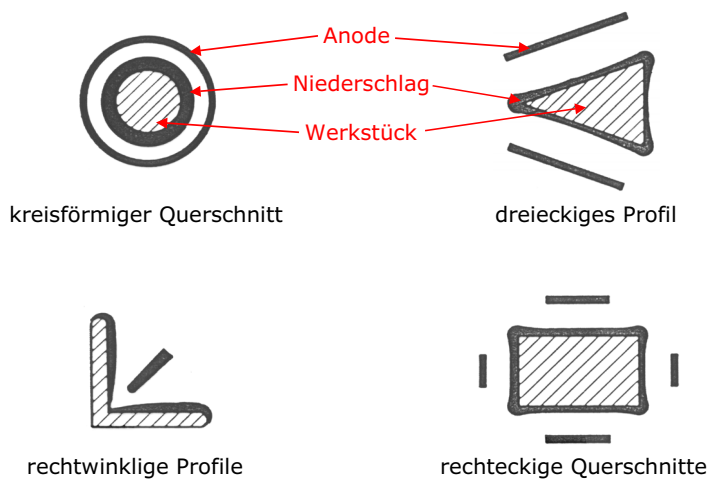 Anode
Niederschlag
Werkstück
kreisförmiger Querschnitt
dreieckiges Profil
rechtwinklige Profile
rechteckige Querschnitte